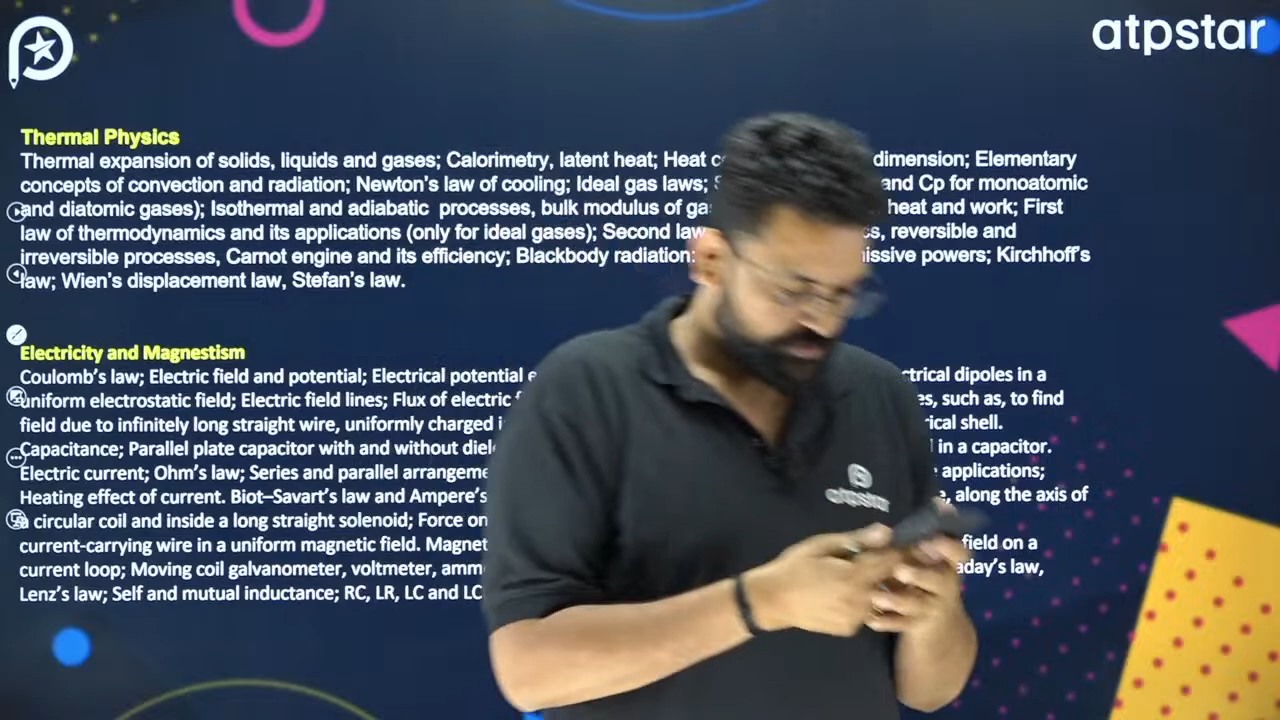 atpstar
Thermal Physics
Thermal expansion of solids, liquids and gases; Calorimetry, latent heat; Heat dimension; Elementary
concepts of convection and radiation; Newton's law of cooling; Ideal gas laws; and Cp for monoatomic
and diatomic gases); Isothermal and adiabatic processes, bulk modulus of heat and work; First
law of thermodynamics and its applications (only for ideal gases); Second law reversible and
irreversible processes, Carnot engine and its efficiency; Blackbody radiation: powers; Kirchhoff's
law; Wien's displacement law, Stefan's law.
Electricity and Magnestism
Coulomb's law; Electric field and potential; Electrical potential dipoles in a
uniform electrostatic field; Electric field lines; Flux of electric such as, to find
field due to infinitely long straight wire, uniformly charged shell.
Capacitance; Parallel plate capacitor with and without in a capacitor.
Electric current; Ohm's law; Series and parallel applications;
Heating effect of current. Biot–Savart's law and Ampere's along the axis of
a circular coil and inside a long straight solenoid; Force on
current-carrying wire in a uniform magnetic field. field on a
current loop; Moving coil galvanometer, voltmeter, law,
Lenz's law; Self and mutual inductance; RC, LR, LC and
atpstar